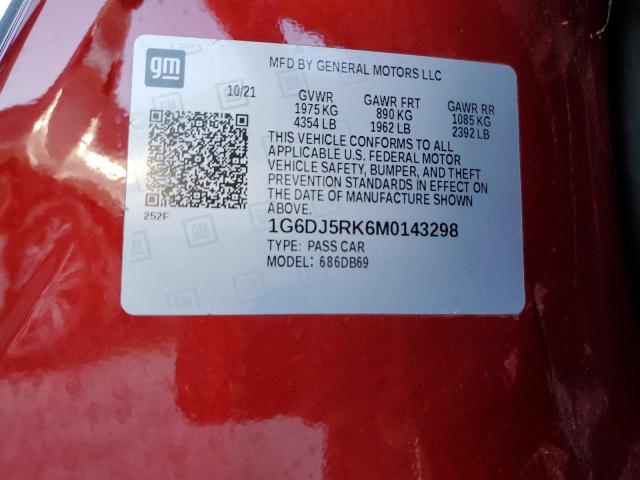 gm
MFD BY GENERAL MOTORS LLC
10/21 GVWR GAWR FRT GAWR RR
1975 KG 890 KG 1085 KG
4354 LB 1962 LB 2392 LB
THIS VEHICLE CONFORMS TO ALL
APPLICABLE U.S. FEDERAL MOTOR
VEHICLE SAFETY, BUMPER, AND THEFT
PREVENTION STANDARDS IN EFFECT ON
THE DATE OF MANUFACTURE SHOWN
ABOVE.
252F
1G6DJ5RK6M0143298
TYPE: PASS CAR
MODEL: 686DB69